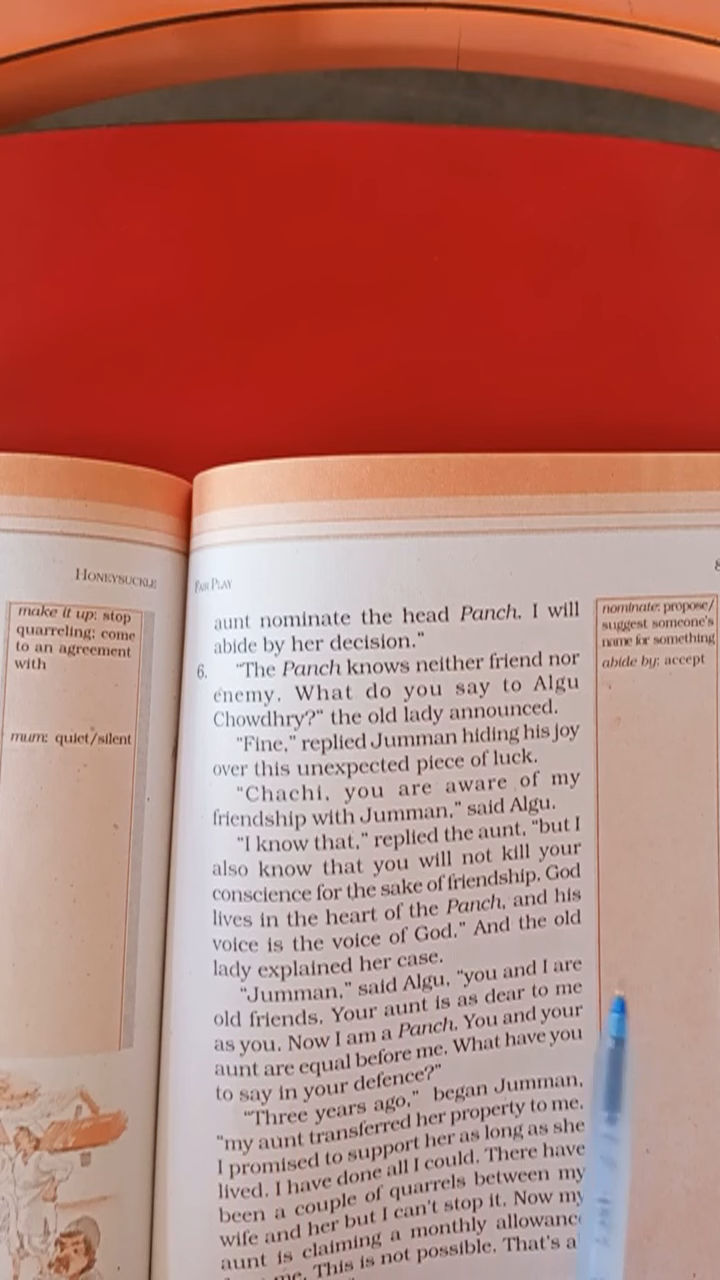 HONEYSUCKLE
make it up: stop
quarreling; come
to an agreement
with
mum: quiet/silent
FAIR PLAY
aunt nominate the head Panch. I will
abide by her decision."
6. "The Panch knows neither friend nor
enemy. What do you say to Algu
Chowdhry?" the old lady announced.
"Fine," replied Jumman hiding his joy
over this unexpected piece of luck.
"Chachi, you are aware of my
friendship with Jumman," said Algu.
"I know that," replied the aunt, "but I
also know that you will not kill your
conscience for the sake of friendship. God
lives in the heart of the Panch, and his
voice is the voice of God." And the old
lady explained her case.
"Jumman," said Algu, "you and I are
old friends. Your aunt is as dear to me
as you. Now I am a Panch. You and your
aunt are equal before me. What have you
to say in your defence?"
"Three years ago," began Jumman,
"my aunt transferred her property to me.
I promised to support her as long as she
lived. I have done all I could. There have
been a couple of quarrels between my
wife and her but I can't stop it. Now my
aunt is claiming a monthly allowanc
me. This is not possible. That's a
nominate: propose/
suggest someone's
name for something
abide by: accept